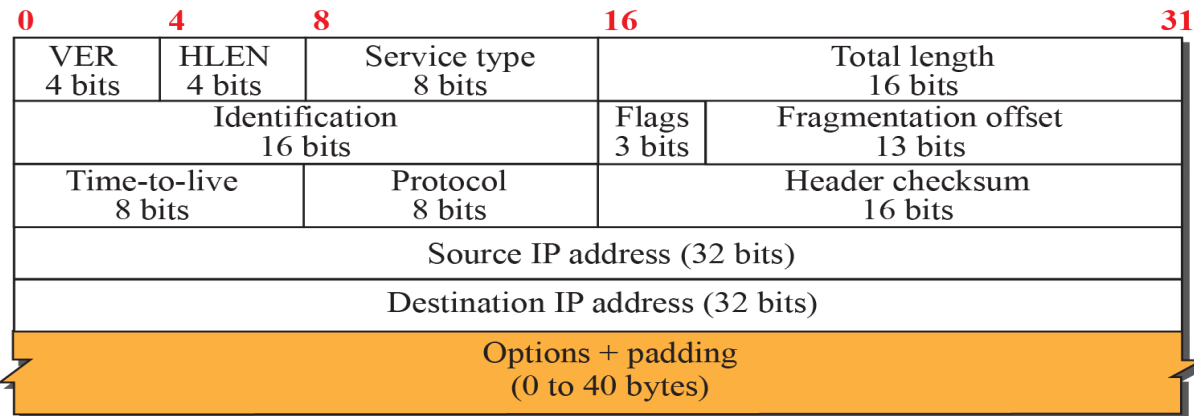 0 4 8 16 31
VER HLEN Service type Total length
4 bits 4 bits 8 bits 16 bits
Identification Flags Fragmentation offset
16 bits 3 bits 13 bits
Time-to-live Protocol Header checksum
8 bits 8 bits 16 bits
Source IP address (32 bits)
Destination IP address (32 bits)
Options + padding
(0 to 40 bytes)